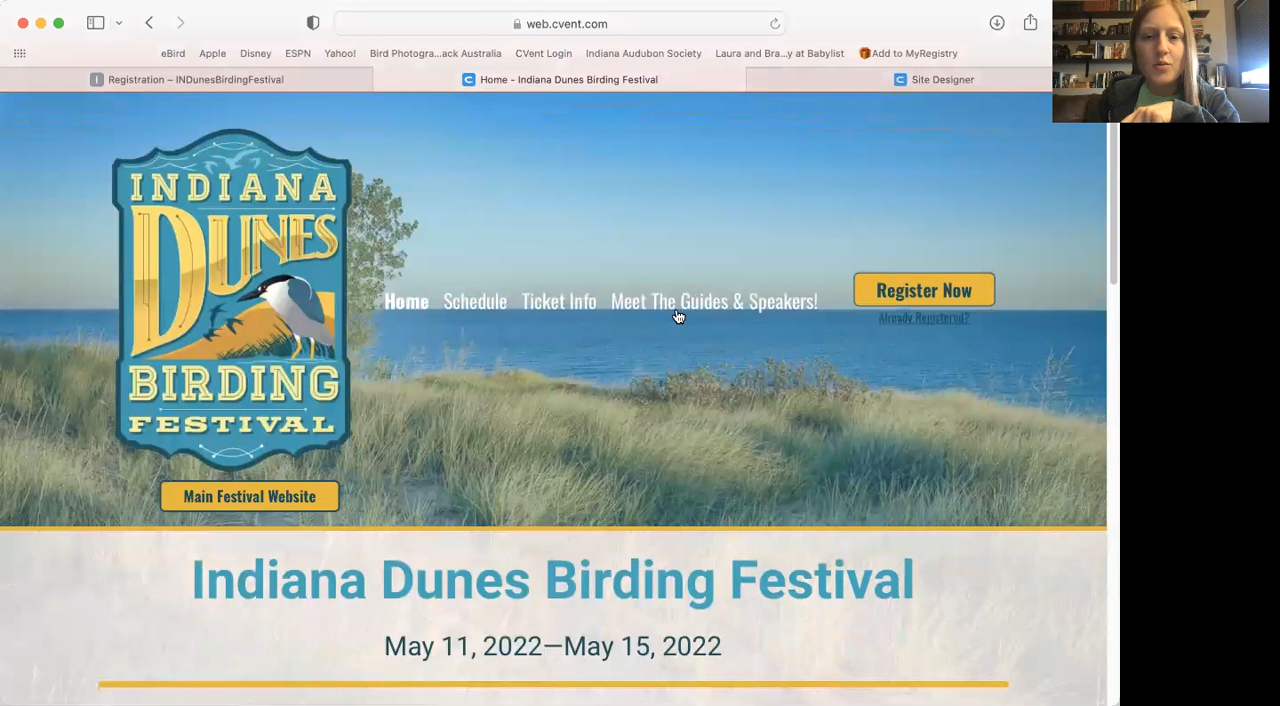 web.cvent.com
eBird Apple Disney ESPN Yahoo! Bird Photogra...ack Australia CVent Login Indiana Audubon Society Laura and Bra...y at Babylist Add to MyRegistry
Registration – INDunesBirdingFestival Home - Indiana Dunes Birding Festival Site Designer
INDIANA
DUNES
BIRDING
FESTIVAL
Home Schedule Ticket Info Meet The Guides & Speakers! Register Now
Already Registered?
Main Festival Website
Indiana Dunes Birding Festival
May 11, 2022—May 15, 2022